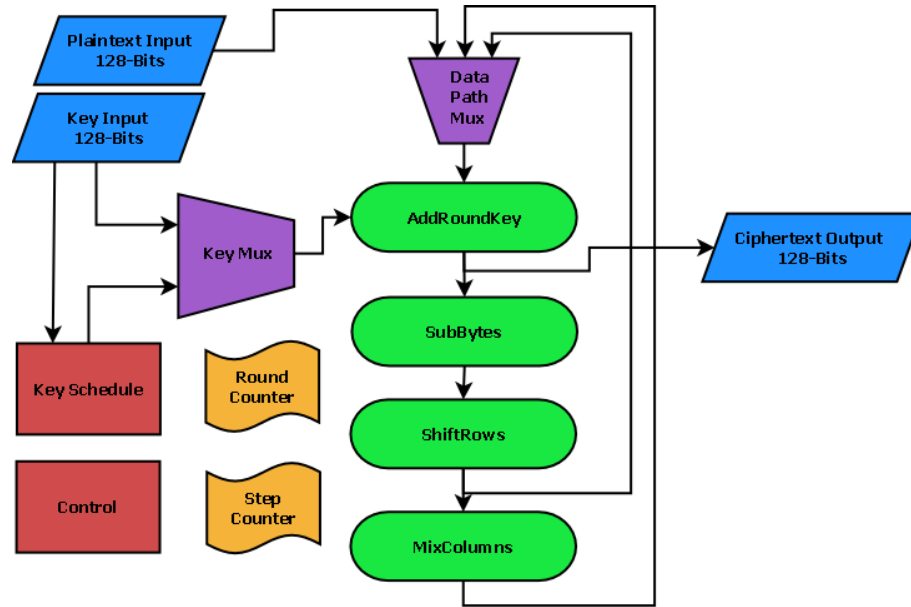 Plaintext Input
128-Bits
Key Input
128-Bits
Data
Path
Mux
AddRoundKey
Key Mux
Ciphertext Output
128-Bits
SubBytes
Key Schedule
Round
Counter
ShiftRows
Control
Step
Counter
MixColumns